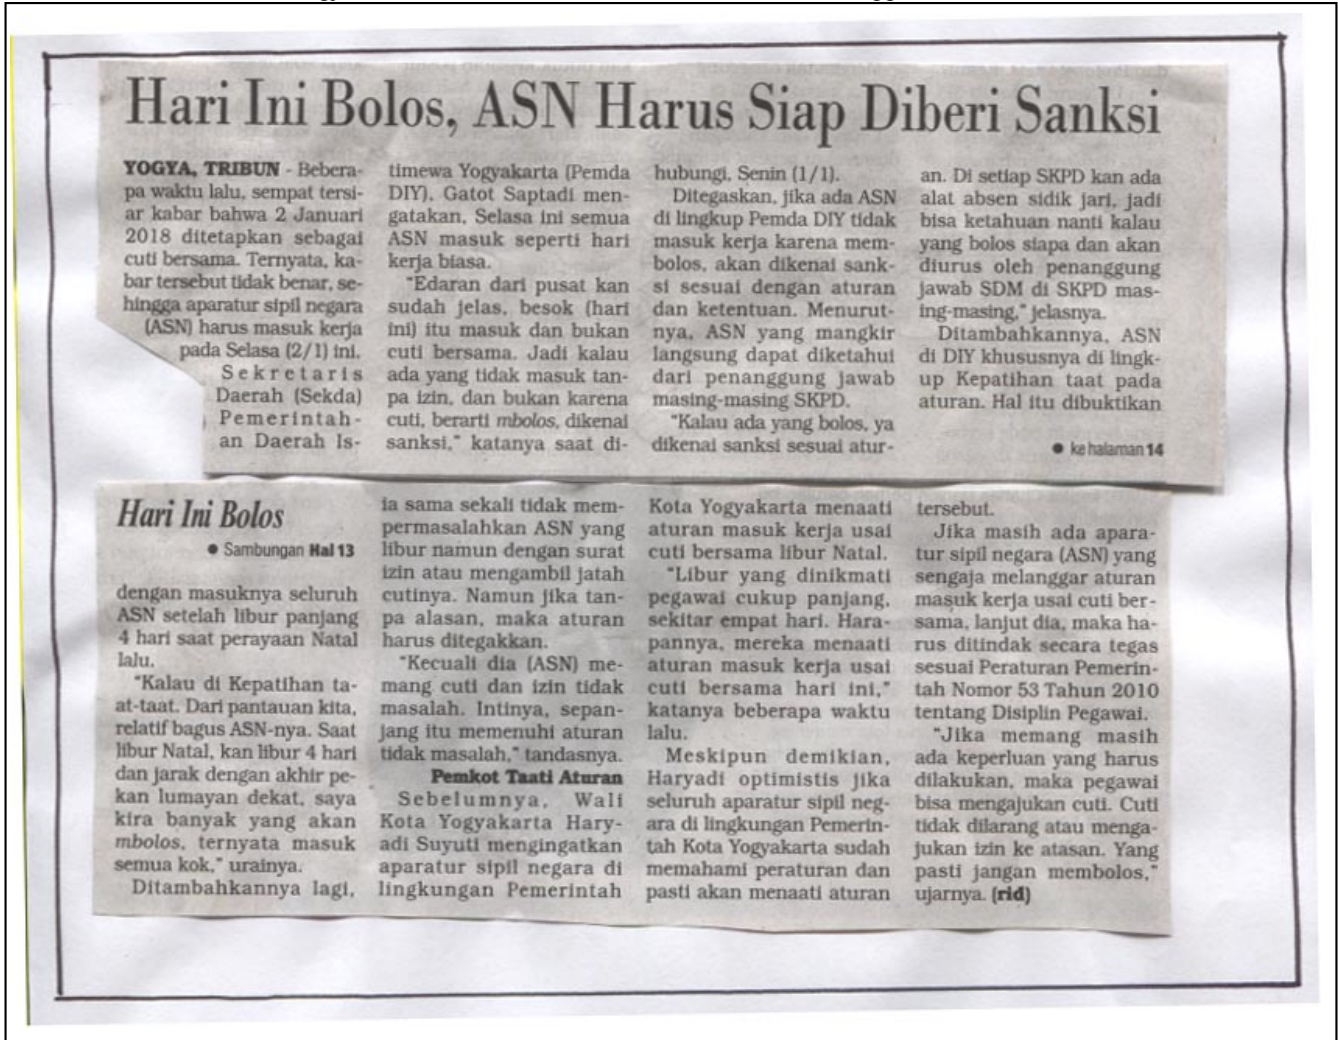 Hari Ini Bolos, ASN Harus Siap Diberi Sanksi
YOGYA, TRIBUN - Bebera-
pa waktu lalu, sempat tersi-
ar kabar bahwa 2 Januari
2018 ditetapkan sebagai
cuti bersama. Ternyata, ka-
bar tersebut tidak benar, se-
hingga aparatur sipil negara
(ASN) harus masuk kerja
pada Selasa (2/1) ini.
Sekretaris
Daerah (Sekda)
Pemerintah-
an Daerah Is-
timewa Yogyakarta (Pemda
DIY), Gatot Saptadi men-
gatakan, Selasa ini semua
ASN masuk seperti hari
kerja biasa.
"Edaran dari pusat kan
sudah jelas, besok (hari
ini) itu masuk dan bukan
cuti bersama. Jadi kalau
ada yang tidak masuk tan-
pa izin, dan bukan karena
cuti, berarti mbolos, dikenai
sanksi," katanya saat di-
hubungi, Senin (1/1).
Ditegaskan, jika ada ASN
di lingkup Pemda DIY tidak
masuk kerja karena mem-
bolos, akan dikenai sank-
si sesuai dengan aturan
dan ketentuan. Menurut-
nya, ASN yang mangkir
langsung dapat diketahui
dari penanggung jawab
masing-masing SKPD.
"Kalau ada yang bolos, ya
dikenai sanksi sesuai atur-
an. Di setiap SKPD kan ada
alat absen sidik jari, jadi
bisa ketahuan nanti kalau
yang bolos siapa dan akan
diurus oleh penanggung
jawab SDM di SKPD mas-
ing-masing," jelasnya.
Ditambahkannya, ASN
di DIY khususnya di lingk-
up Kepatihan taat pada
aturan. Hal itu dibuktikan
● ke halaman 14
Hari Ini Bolos
● Sambungan Hal 13
dengan masuknya seluruh
ASN setelah libur panjang
4 hari saat perayaan Natal
lalu.
"Kalau di Kepatihan ta-
at-taat. Dari pantauan kita,
relatif bagus ASN-nya. Saat
libur Natal, kan libur 4 hari
dan jarak dengan akhir pe-
kan lumayan dekat, saya
kira banyak yang akan
mbolos, ternyata masuk
semua kok," urainya.
Ditambahkannya lagi,
ia sama sekali tidak mem-
permasalahkan ASN yang
libur namun dengan surat
izin atau mengambil jatah
cutinya. Namun jika tan-
pa alasan, maka aturan
harus ditegakkan.
"Kecuali dia (ASN) me-
mang cuti dan izin tidak
masalah. Intinya, sepan-
jang itu memenuhi aturan
tidak masalah," tandasnya.
Pemkot Taati Aturan
Sebelumnya, Wali
Kota Yogyakarta Hary-
adi Suyuti mengingatkan
aparatur sipil negara di
lingkungan Pemerintah
Kota Yogyakarta menaati
aturan masuk kerja usai
cuti bersama libur Natal.
"Libur yang dinikmati
pegawai cukup panjang,
sekitar empat hari. Hara-
pannya, mereka menaati
aturan masuk kerja usai
cuti bersama hari ini,"
katanya beberapa waktu
lalu.
Meskipun demikian,
Haryadi optimistis jika
seluruh aparatur sipil neg-
ara di lingkungan Pemerin-
tah Kota Yogyakarta sudah
memahami peraturan dan
pasti akan menaati aturan
tersebut.
Jika masih ada apara-
tur sipil negara (ASN) yang
sengaja melanggar aturan
masuk kerja usai cuti ber-
sama, lanjut dia, maka ha-
rus ditindak secara tegas
sesuai Peraturan Pemerin-
tah Nomor 53 Tahun 2010
tentang Disiplin Pegawai.
"Jika memang masih
ada keperluan yang harus
dilakukan, maka pegawai
bisa mengajukan cuti. Cuti
tidak dilarang atau menga-
jukan izin ke atasan. Yang
pasti jangan membolos,"
ujarnya. (rid)